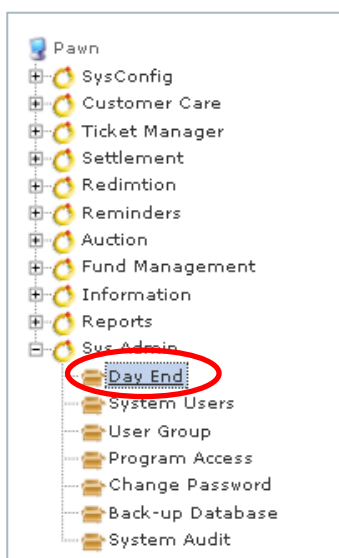 Pawn
SysConfig
Customer Care
Ticket Manager
Settlement
Redimtion
Reminders
Auction
Fund Management
Information
Reports
Sys Admin
Day End
System Users
User Group
Program Access
Change Password
Back-up Database
System Audit